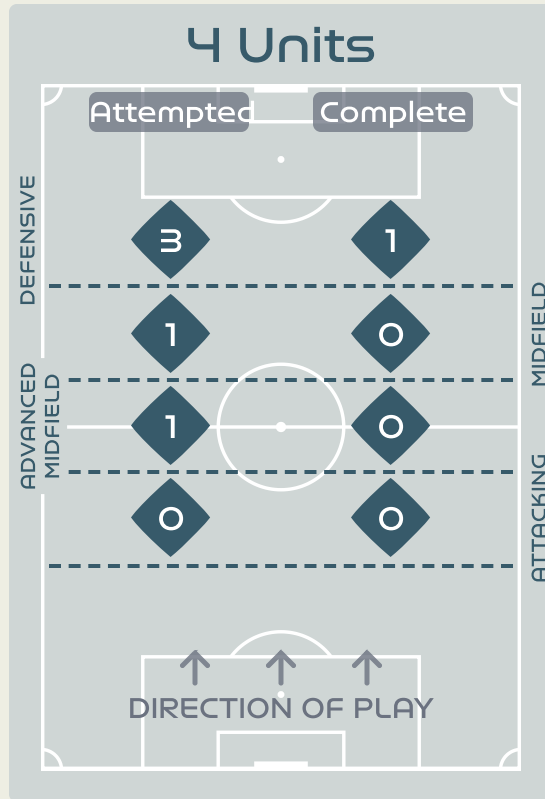 4 Units
Attempted
Complete
DEFENSIVE
3
1
MIDFIELD
1
0
ADVANCED
MIDFIELD
1
0
ATTACKING
0
0
DIRECTION OF PLAY